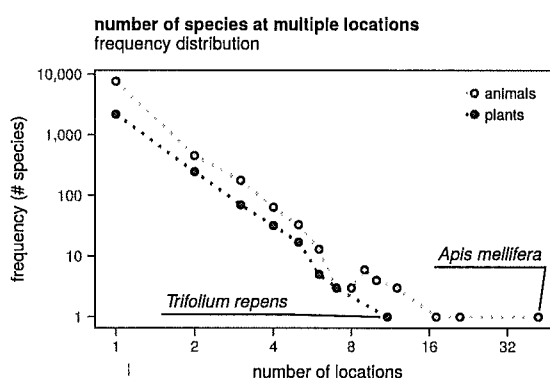 number of species at multiple locations
frequency distribution
10,000
1,000
100
10
1
frequency (# species)
animals
plants
Apis mellifera
Trifolium repens
1
2
4
8
16
32
number of locations